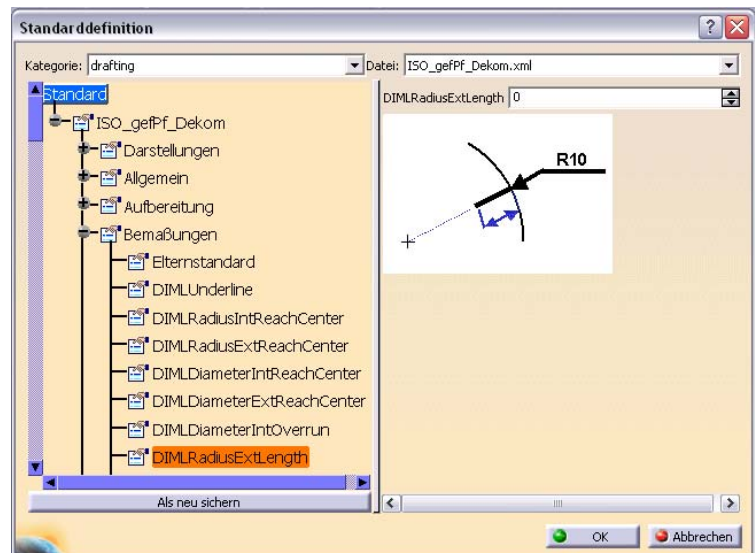 Standarddefinition
Kategorie: drafting
Datei: ISO_gefPf_Dekom.xml
Standard
ISO_gefPf_Dekom
Darstellungen
Allgemein
Aufbereitung
Bemaßungen
Elternstandard
DIMLUnderline
DIMLRadiusIntReachCenter
DIMLRadiusExtReachCenter
DIMLDiameterIntReachCenter
DIMLDiameterExtReachCenter
DIMLDiameterIntOverrun
DIMLRadiusExtLength
Als neu sichern
DIMLRadiusExtLength 0
R10
OK Abbrechen